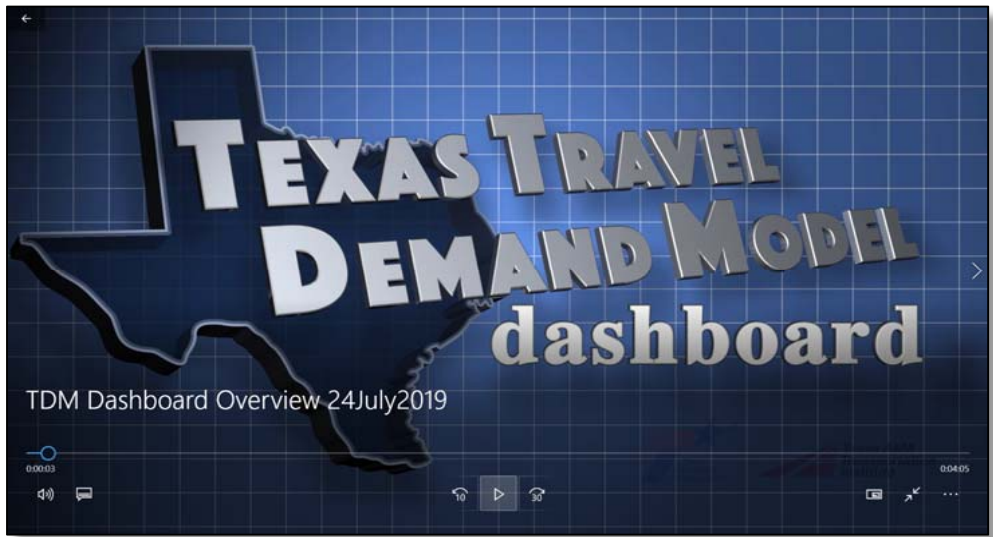 TEXAS TRAVEL
DEMAND MODEL
dashboard
TDM Dashboard Overview 24July2019
0:00:03
0:04:05
10
30